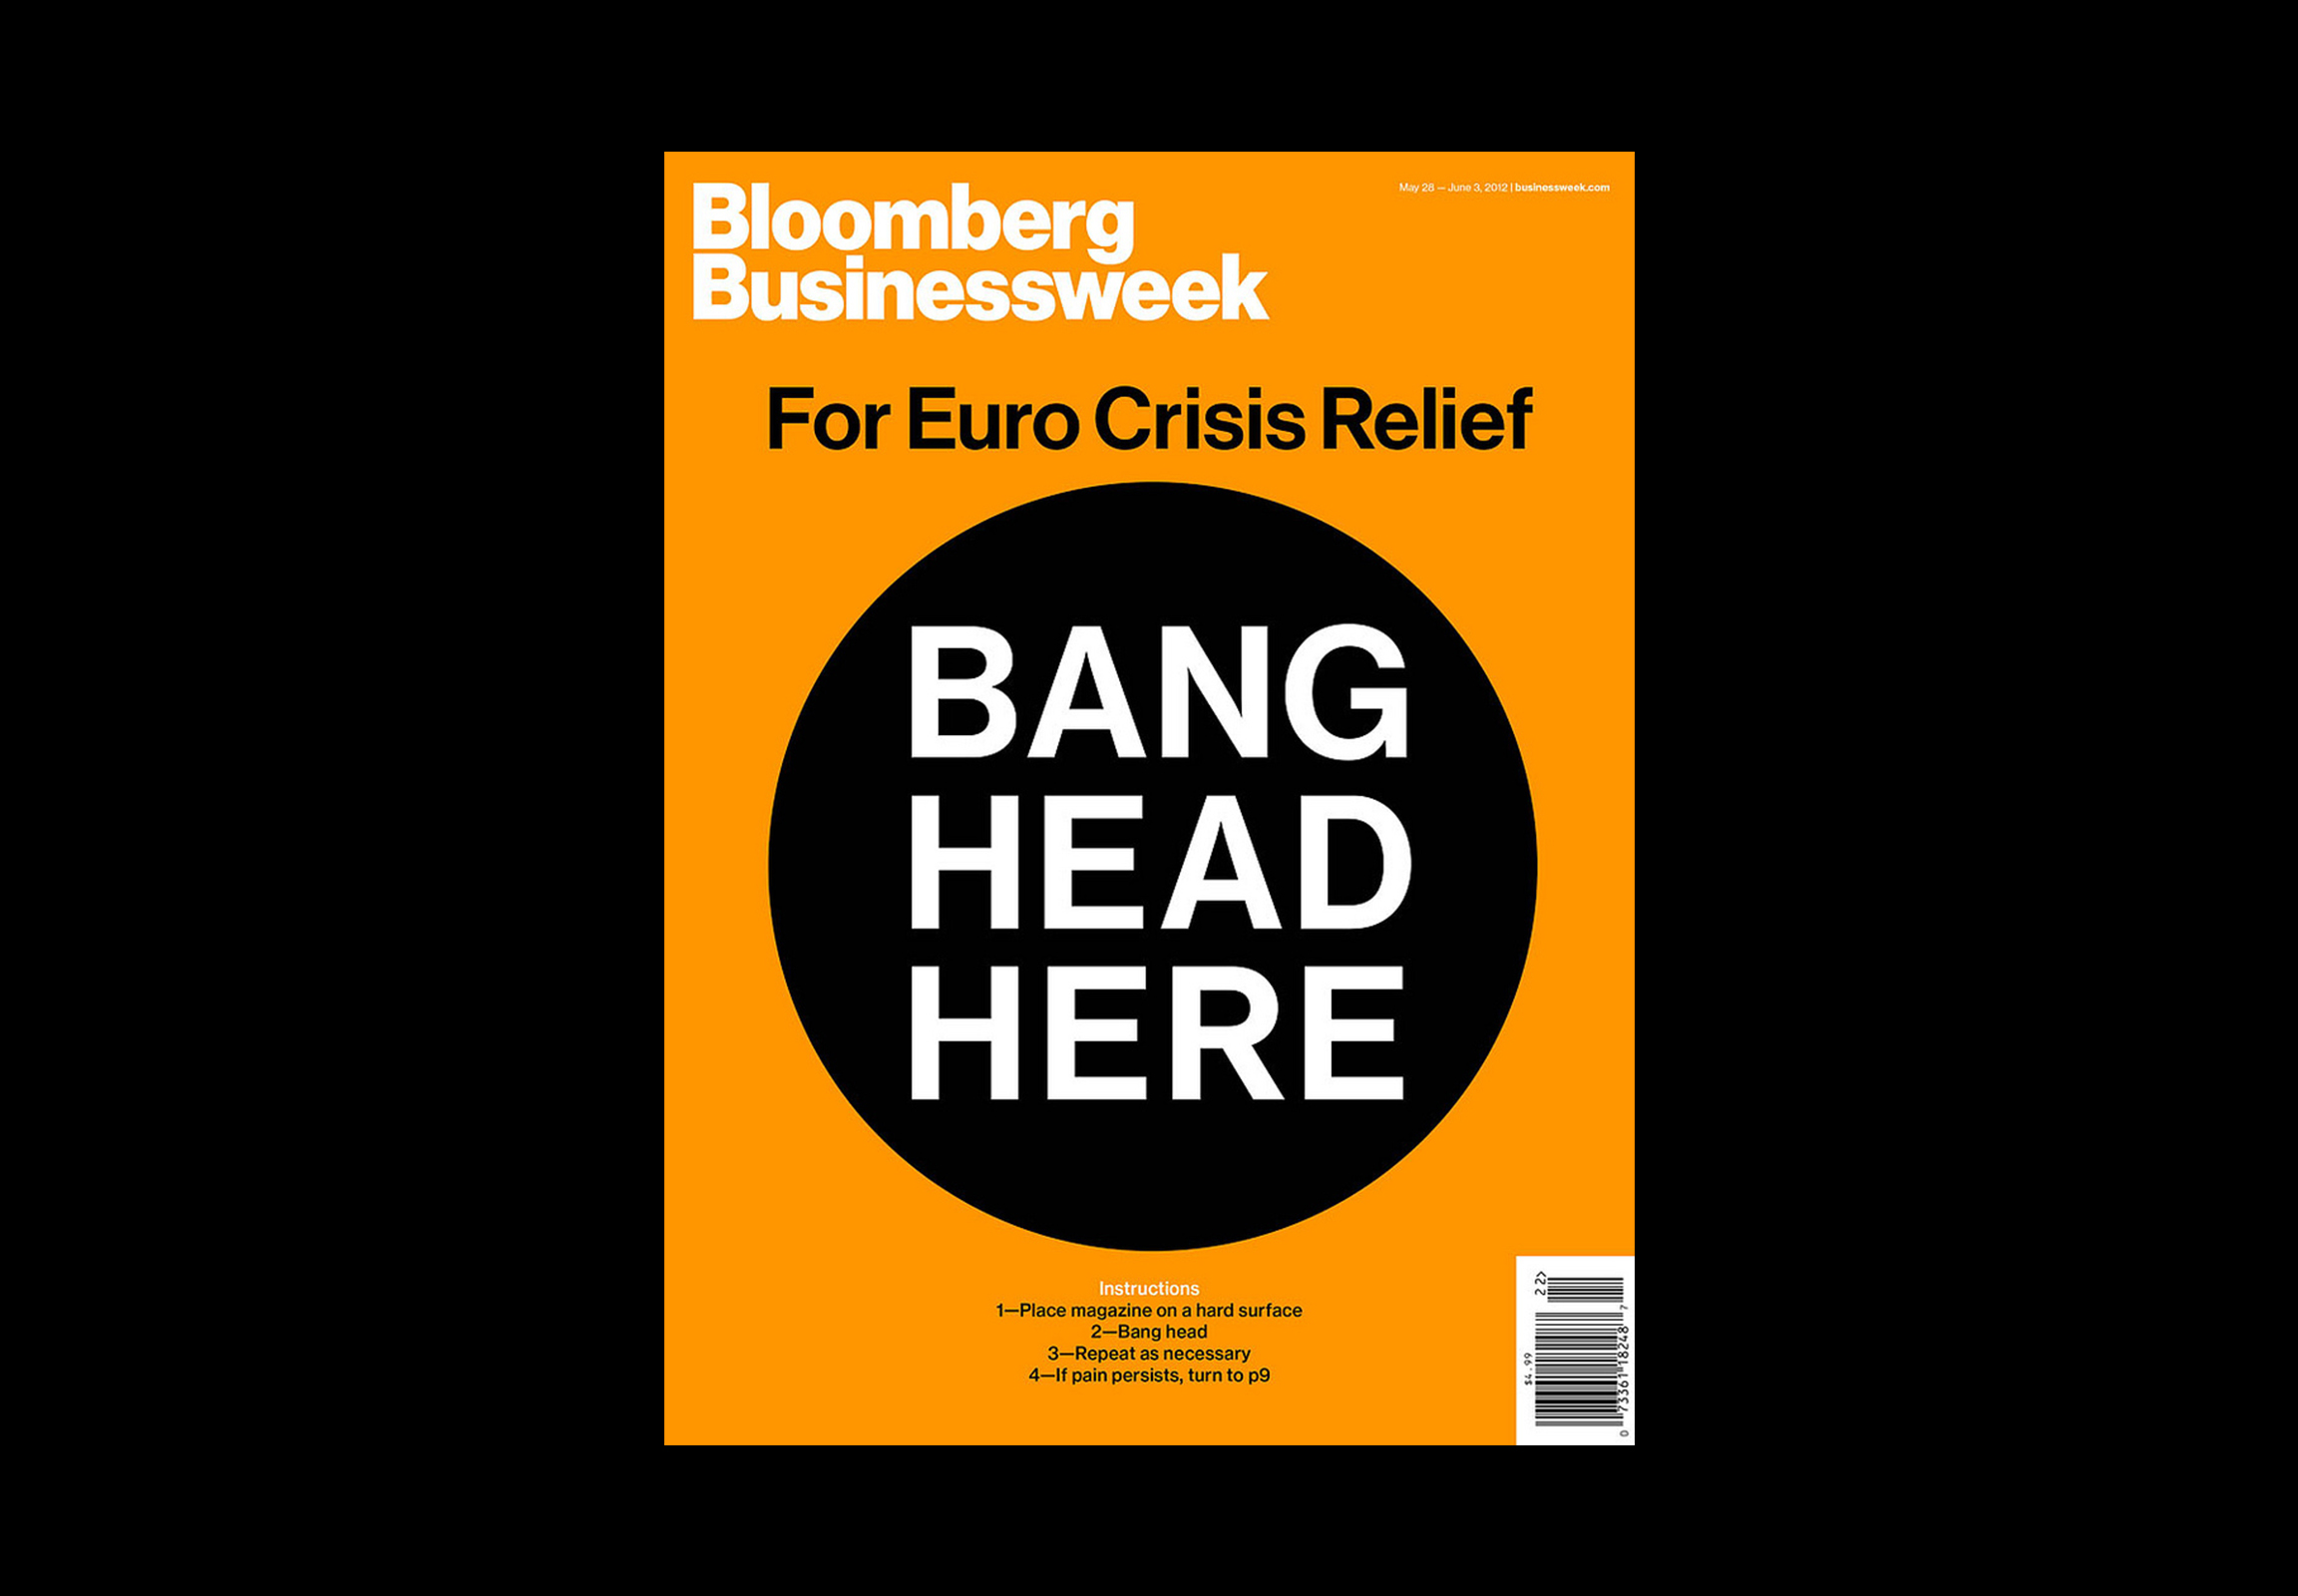 Bloomberg
Businessweek
May 28 — June 3, 2012 | businessweek.com
For Euro Crisis Relief
BANG
HEAD
HERE
Instructions
1—Place magazine on a hard surface
2—Bang head
3—Repeat as necessary
4—If pain persists, turn to p9
22>
$4.99
0 73361 18248 7